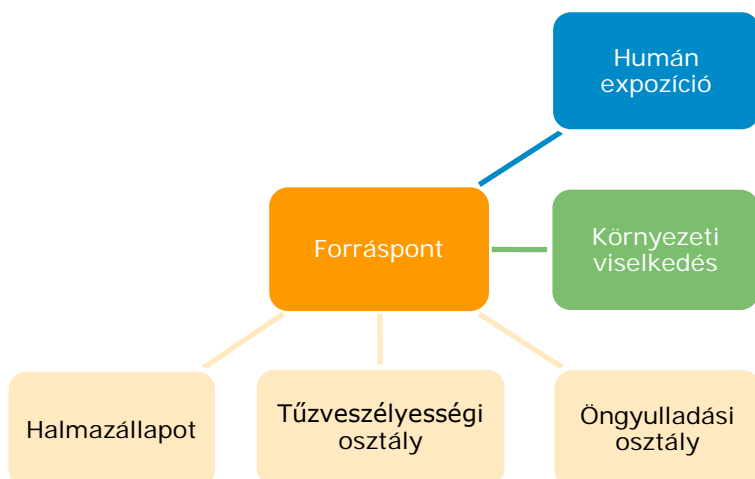 Humán
expozíció
Forráspont
Környezeti
viselkedés
Halmazállapot
Tűzveszélyességi
osztály
Öngyulladási
osztály